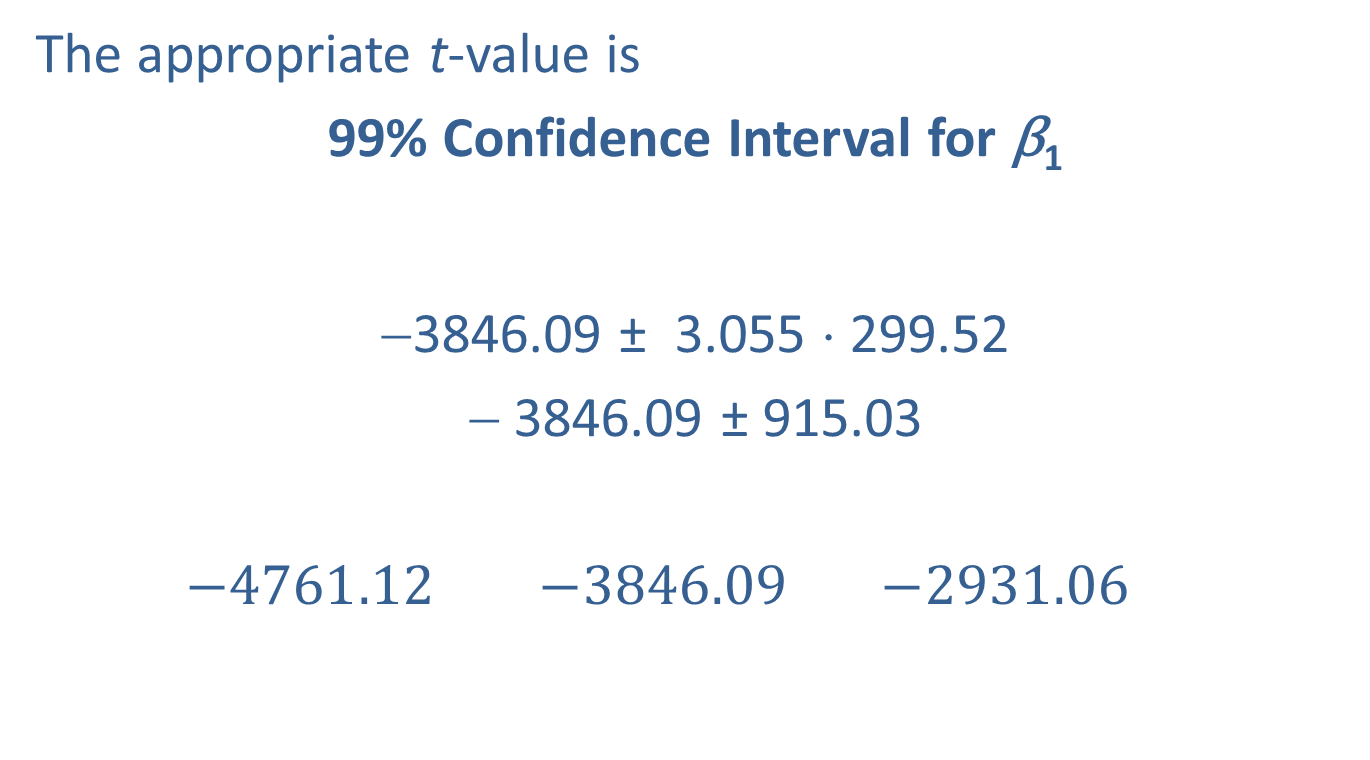 The appropriate t-value is
99% Confidence Interval for β₁
−3846.09 ± 3.055 · 299.52
− 3846.09 ± 915.03
−4761.12 −3846.09 −2931.06